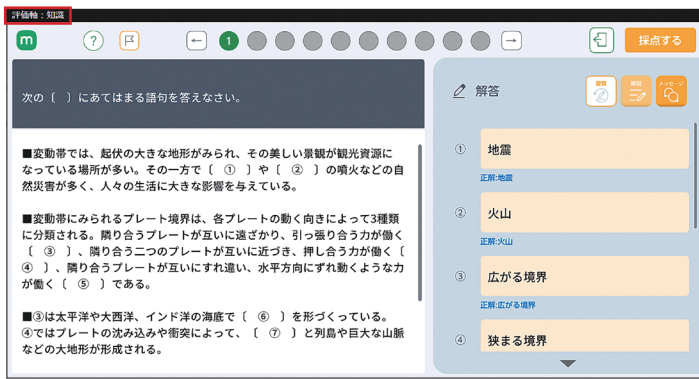 評価軸：知識
m
?
1
採点する
次の〔 〕にあてはまる語句を答えなさい。
■変動帯では、起伏の大きな地形がみられ、その美しい景観が観光資源に
なっている場所が多い。その一方で〔 ① 〕や〔 ② 〕の噴火などの自
然災害が多く、人々の生活に大きな影響を与えている。
■変動帯にみられるプレート境界は、各プレートの動く向きによって3種類
に分類される。隣り合うプレートが互いに遠ざかり、引っ張り合う力が働く
〔 ③ 〕、隣り合う二つのプレートが互いに近づき、押し合う力が働く〔
④ 〕、隣り合うプレートが互いにすれ違い、水平方向にずれ動くような力
が働く〔 ⑤ 〕である。
■③は太平洋や大西洋、インド洋の海底で〔 ⑥ 〕を形づくっている。
④ではプレートの沈み込みや衝突によって、〔 ⑦ 〕と列島や巨大な山脈
などの大地形が形成される。
解答
メッセージ
① 地震
正解:地震
② 火山
正解:火山
③ 広がる境界
正解:広がる境界
④ 狭まる境界